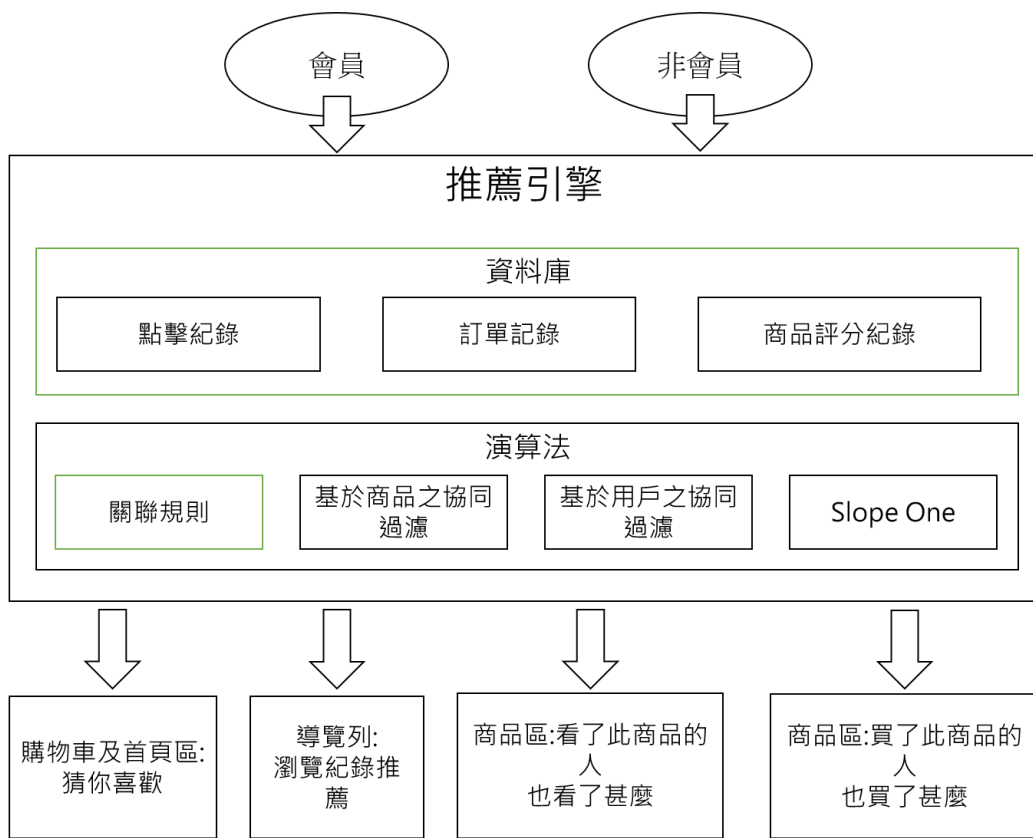 會員
非會員
推薦引擎
資料庫
點擊紀錄
訂單記錄
商品評分紀錄
演算法
關聯規則
基於商品之協同
過濾
基於用戶之協同
過濾
Slope One
購物車及首頁區:
猜你喜歡
導覽列:
瀏覽紀錄推
薦
商品區:看了此商品的
人
也看了甚麼
商品區:買了此商品的
人
也買了甚麼